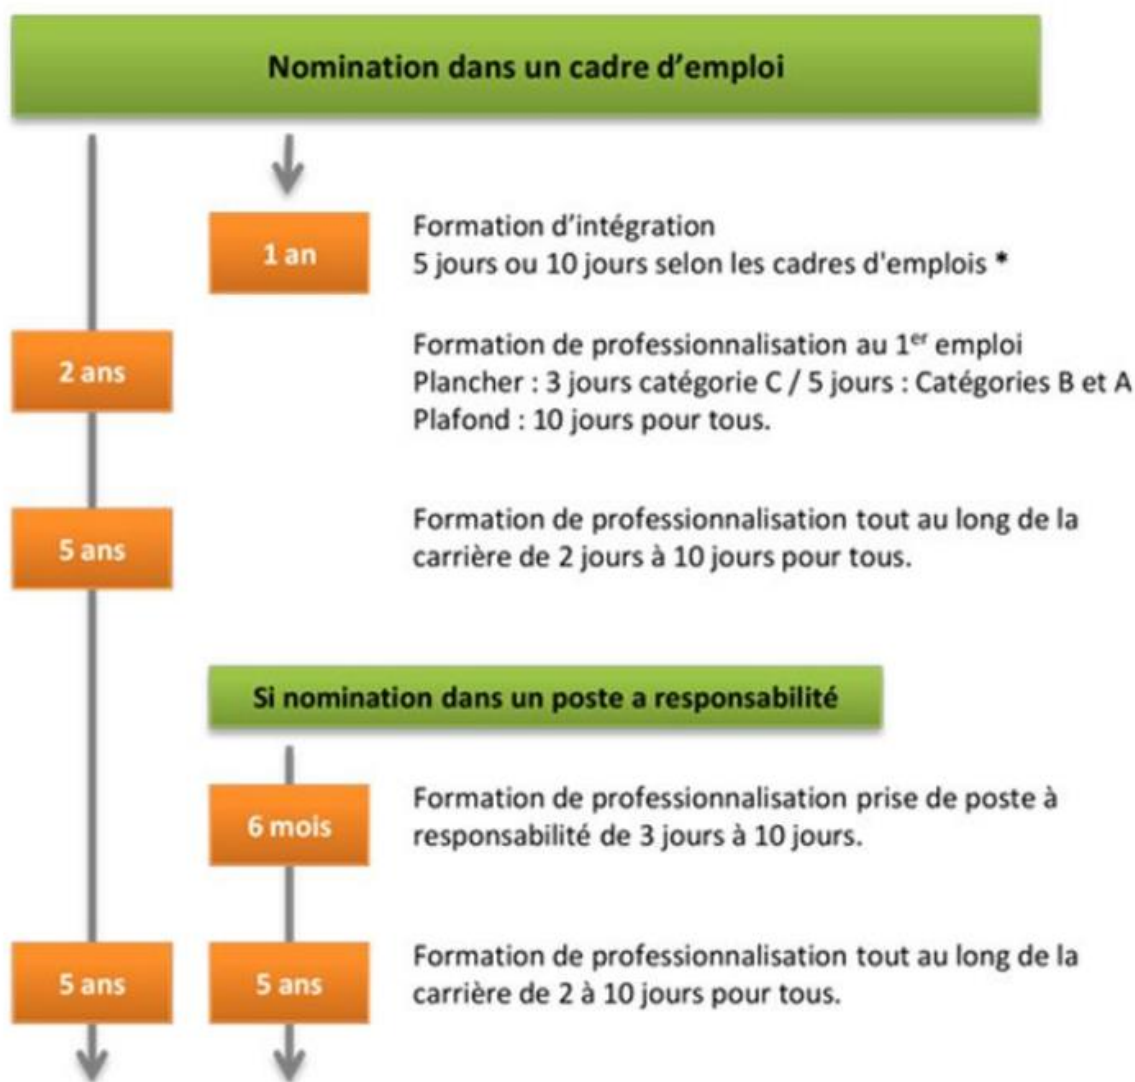 Nomination dans un cadre d'emploi
1 an
Formation d'intégration
5 jours ou 10 jours selon les cadres d'emplois *
2 ans
Formation de professionnalisation au 1er emploi
Plancher : 3 jours catégorie C / 5 jours : Catégories B et A
Plafond : 10 jours pour tous.
5 ans
Formation de professionnalisation tout au long de la
carrière de 2 jours à 10 jours pour tous.
Si nomination dans un poste a responsabilité
6 mois
Formation de professionnalisation prise de poste à
responsabilité de 3 jours à 10 jours.
5 ans
5 ans
Formation de professionnalisation tout au long de la
carrière de 2 à 10 jours pour tous.